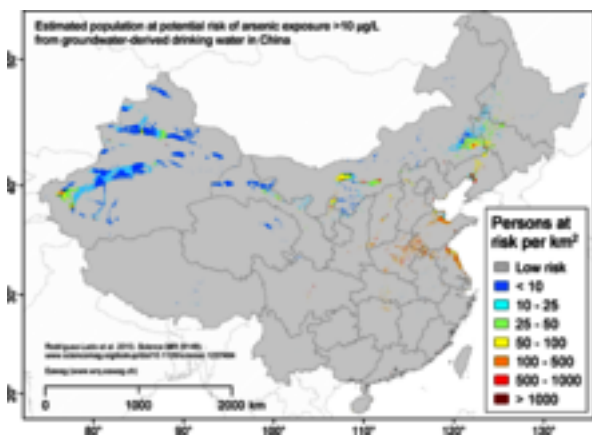 Estimated population at potential risk of arsenic exposure >10 µg/L
from groundwater-derived drinking water in China
Persons at
risk per km²
Low risk
< 10
10 - 25
25 - 50
50 - 100
100 - 500
500 - 1000
> 1000
0 1000 2000 km
80° 90° 100° 110° 120° 130°